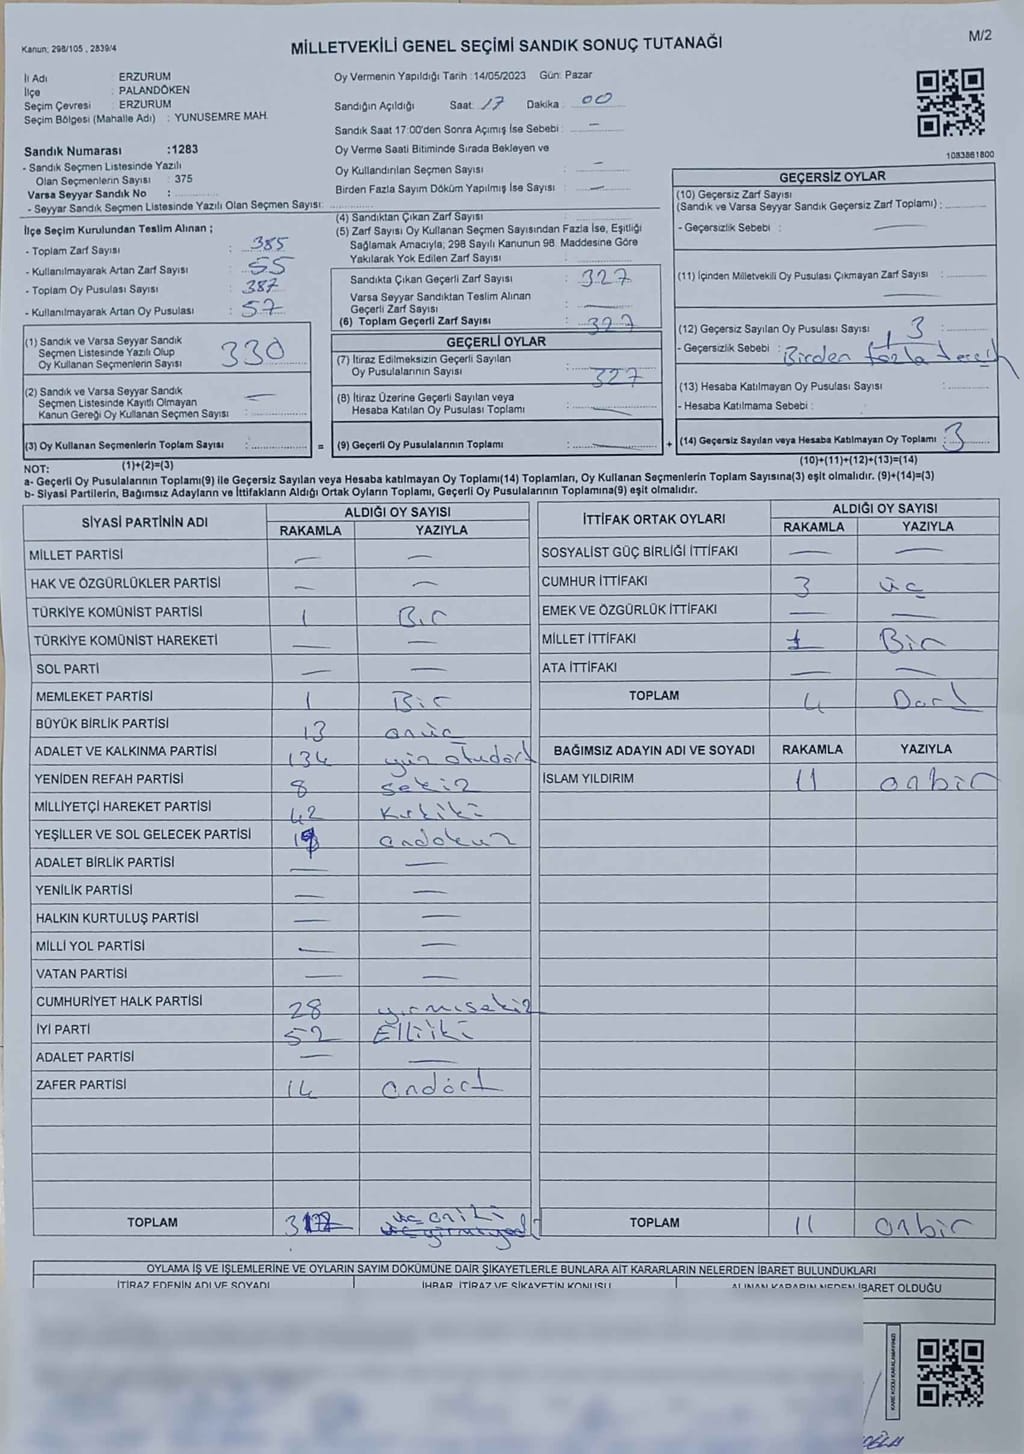 Kanun; 298/105 , 2839/4
MİLLETVEKİLİ GENEL SEÇİMİ SANDIK SONUÇ TUTANAĞI
M/2
İl Adı : ERZURUM
İlçe : PALANDÖKEN
Seçim Çevresi : ERZURUM
Seçim Bölgesi (Mahalle Adı) : YUNUSEMRE MAH.
Sandık Numarası :1283
- Sandık Seçmen Listesinde Yazılı
Olan Seçmenlerin Sayısı : 375
Varsa Seyyar Sandık No :
- Seyyar Sandık Seçmen Listesinde Yazılı Olan Seçmen Sayısı:
Oy Vermenin Yapıldığı Tarih :14/05/2023 Gün: Pazar
Sandığın Açıldığı Saat: 17 Dakika 00
Sandık Saat 17:00'den Sonra Açımış İse Sebebi : —
Oy Verme Saati Bitiminde Sırada Bekleyen ve
Oy Kullandırılan Seçmen Sayısı : —
Birden Fazla Sayım Döküm Yapılmış İse Sayısı : —
1083861800
İlçe Seçim Kurulundan Teslim Alınan ;
- Toplam Zarf Sayısı : 385
- Kullanılmayarak Artan Zarf Sayısı : 55
- Toplam Oy Pusulası Sayısı : 387
- Kullanılmayarak Artan Oy Pusulası : 57
(1) Sandık ve Varsa Seyyar Sandık
Seçmen Listesinde Yazılı Olup
Oy Kullanan Seçmenlerin Sayısı : 330
(2) Sandık ve Varsa Seyyar Sandık
Seçmen Listesinde Kayıtlı Olmayan
Kanun Gereği Oy Kullanan Seçmen Sayısı : —
(3) Oy Kullanan Seçmenlerin Toplam Sayısı : =
(4) Sandıktan Çıkan Zarf Sayısı :
(5) Zarf Sayısı Oy Kullanan Seçmen Sayısından Fazla İse, Eşitliği
Sağlamak Amacıyla; 298 Sayılı Kanunun 98. Maddesine Göre
Yakılarak Yok Edilen Zarf Sayısı :
Sandıkta Çıkan Geçerli Zarf Sayısı : 327
Varsa Seyyar Sandıktan Teslim Alınan
Geçerli Zarf Sayısı : —
(6) Toplam Geçerli Zarf Sayısı : 327
GEÇERLİ OYLAR
(7) İtiraz Edilmeksizin Geçerli Sayılan
Oy Pusulalarının Sayısı : 327
(8) İtiraz Üzerine Geçerli Sayılan veya
Hesaba Katılan Oy Pusulası Toplamı : —
(9) Geçerli Oy Pusulalarının Toplamı : — +
GEÇERSİZ OYLAR
(10) Geçersiz Zarf Sayısı
(Sandık ve Varsa Seyyar Sandık Geçersiz Zarf Toplamı) :
- Geçersizlik Sebebi : —
(11) İçinden Milletvekili Oy Pusulası Çıkmayan Zarf Sayısı :
—
(12) Geçersiz Sayılan Oy Pusulası Sayısı : 3
- Geçersizlik Sebebi : Birden fazla tercih
(13) Hesaba Katılmayan Oy Pusulası Sayısı :
- Hesaba Katılmama Sebebi :
(14) Geçersiz Sayılan veya Hesaba Katılmayan Oy Toplamı : 3
NOT: (1)+(2)=(3) (10)+(11)+(12)+(13)=(14)
a- Geçerli Oy Pusulalarının Toplamı(9) ile Geçersiz Sayılan veya Hesaba katılmayan Oy Toplamı(14) Toplamları, Oy Kullanan Seçmenlerin Toplam Sayısına(3) eşit olmalıdır. (9)+(14)=(3)
b- Siyasi Partilerin, Bağımsız Adayların ve İttifakların Aldığı Ortak Oyların Toplamı, Geçerli Oy Pusulalarının Toplamına(9) eşit olmalıdır.
SİYASİ PARTİNİN ADI ALDIĞI OY SAYISI
RAKAMLA YAZIYLA
MİLLET PARTİSİ — —
HAK VE ÖZGÜRLÜKLER PARTİSİ — —
TÜRKİYE KOMÜNİST PARTİSİ 1 Bir
TÜRKİYE KOMÜNİST HAREKETİ — —
SOL PARTİ — —
MEMLEKET PARTİSİ 1 Bir
BÜYÜK BİRLİK PARTİSİ 13 onüç
ADALET VE KALKINMA PARTİSİ 134 yüz otudört
YENİDEN REFAH PARTİSİ 8 sekiz
MİLLİYETÇİ HAREKET PARTİSİ 42 Kırkiki
YEŞİLLER VE SOL GELECEK PARTİSİ 19 ondokuz
ADALET BİRLİK PARTİSİ — —
YENİLİK PARTİSİ — —
HALKIN KURTULUŞ PARTİSİ — —
MİLLİ YOL PARTİSİ — —
VATAN PARTİSİ — —
CUMHURİYET HALK PARTİSİ 28 yirmisekiz
İYİ PARTİ 52 Elliiki
ADALET PARTİSİ — —
ZAFER PARTİSİ 14 ondört
TOPLAM 312 üç oniki
İTTİFAK ORTAK OYLARI ALDIĞI OY SAYISI
RAKAMLA YAZIYLA
SOSYALİST GÜÇ BİRLİĞİ İTTİFAKI — —
CUMHUR İTTİFAKI 3 üç
EMEK VE ÖZGÜRLÜK İTTİFAKI — —
MİLLET İTTİFAKI 1 Bir
ATA İTTİFAKI — —
TOPLAM 4 Dört
BAĞIMSIZ ADAYIN ADI VE SOYADI RAKAMLA YAZIYLA
İSLAM YILDIRIM 11 onbir
TOPLAM 11 onbir
OYLAMA İŞ VE İŞLEMLERİNE VE OYLARIN SAYIM DÖKÜMÜNE DAİR ŞİKAYETLERLE BUNLARA AİT KARARLARIN NELERDEN İBARET BULUNDUKLARI
İTİRAZ EDENİN ADI VE SOYADI İHBAR, İTİRAZ VE ŞİKAYETİN KONUSU ALINAN KARARIN NEDEN İBARET OLDUĞU
KARE KODU KARALAMAYINIZ!